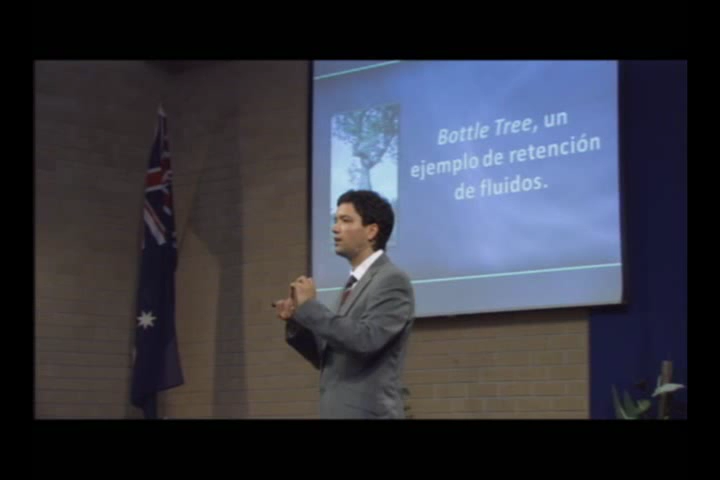 Bottle Tree, un
ejemplo de retención
de fluidos.